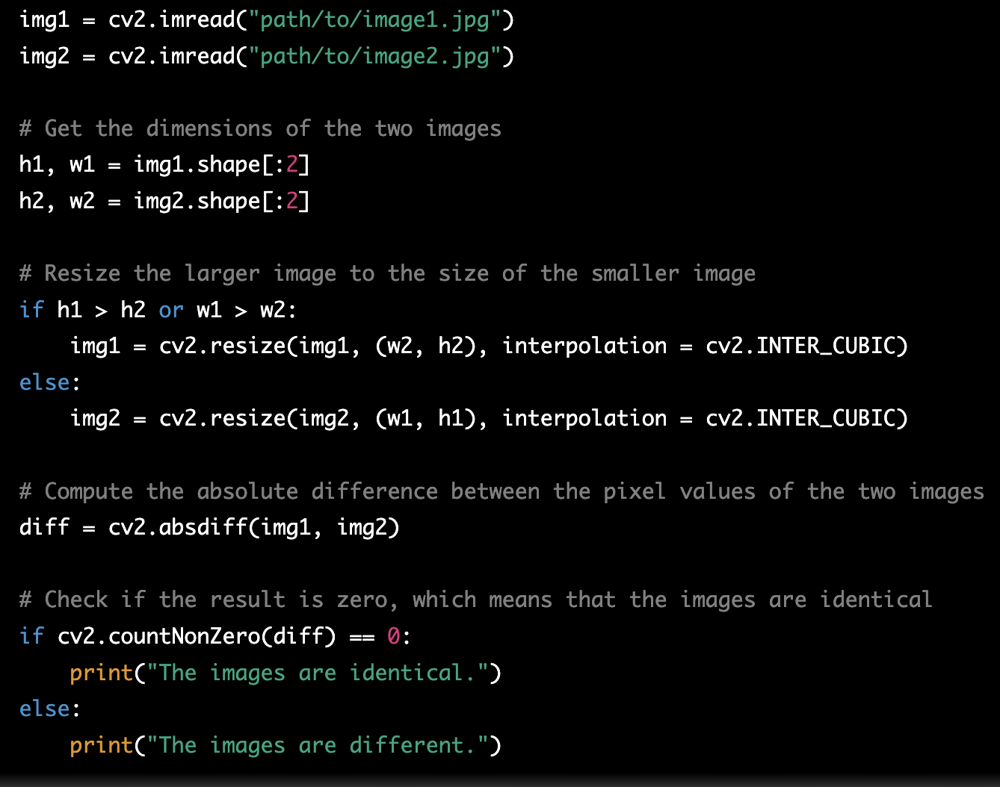 img1 = cv2.imread("path/to/image1.jpg")
img2 = cv2.imread("path/to/image2.jpg")
# Get the dimensions of the two images
h1, w1 = img1.shape[:2]
h2, w2 = img2.shape[:2]
# Resize the larger image to the size of the smaller image
if h1 > h2 or w1 > w2:
    img1 = cv2.resize(img1, (w2, h2), interpolation = cv2.INTER_CUBIC)
else:
    img2 = cv2.resize(img2, (w1, h1), interpolation = cv2.INTER_CUBIC)
# Compute the absolute difference between the pixel values of the two images
diff = cv2.absdiff(img1, img2)
# Check if the result is zero, which means that the images are identical
if cv2.countNonZero(diff) == 0:
    print("The images are identical.")
else:
    print("The images are different.")